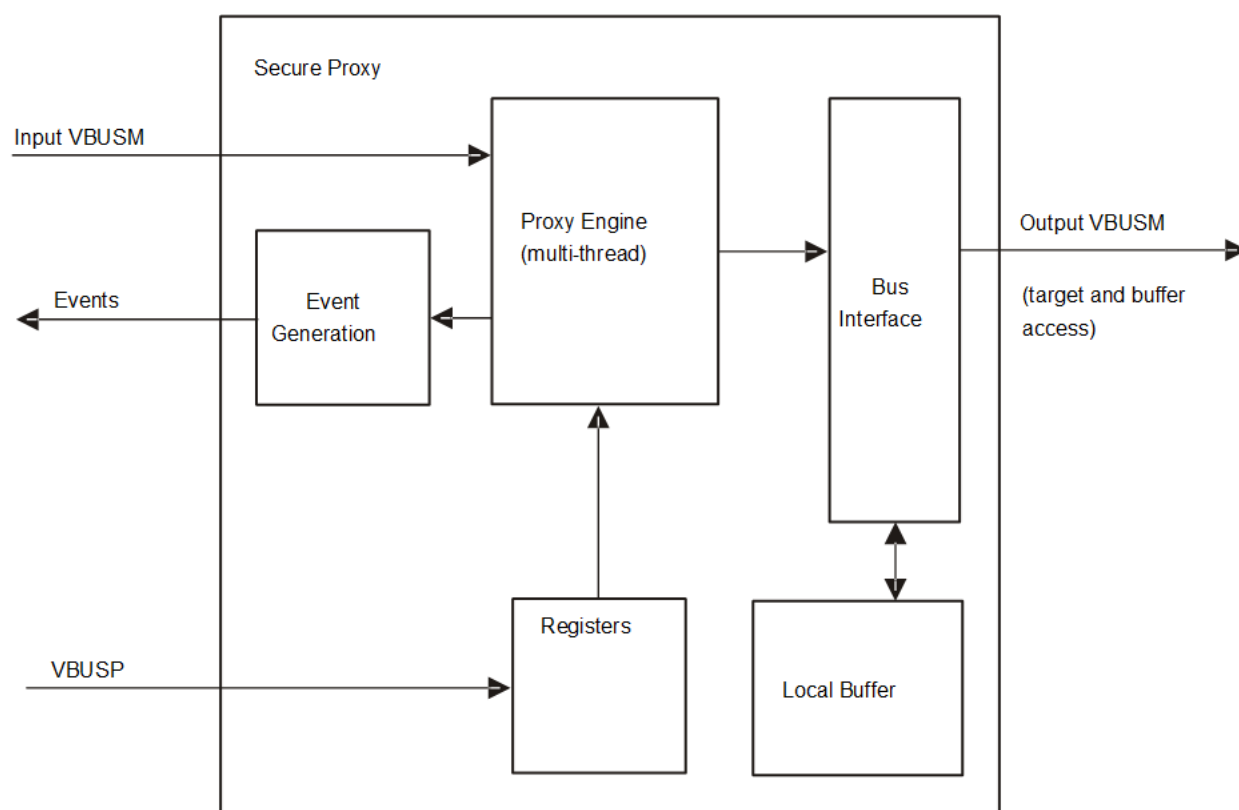 Secure Proxy
Input VBUSM
Proxy Engine
(multi-thread)
Output VBUSM
Events
Event
Generation
Bus
Interface
(target and buffer
access)
Registers
VBUSP
Local Buffer